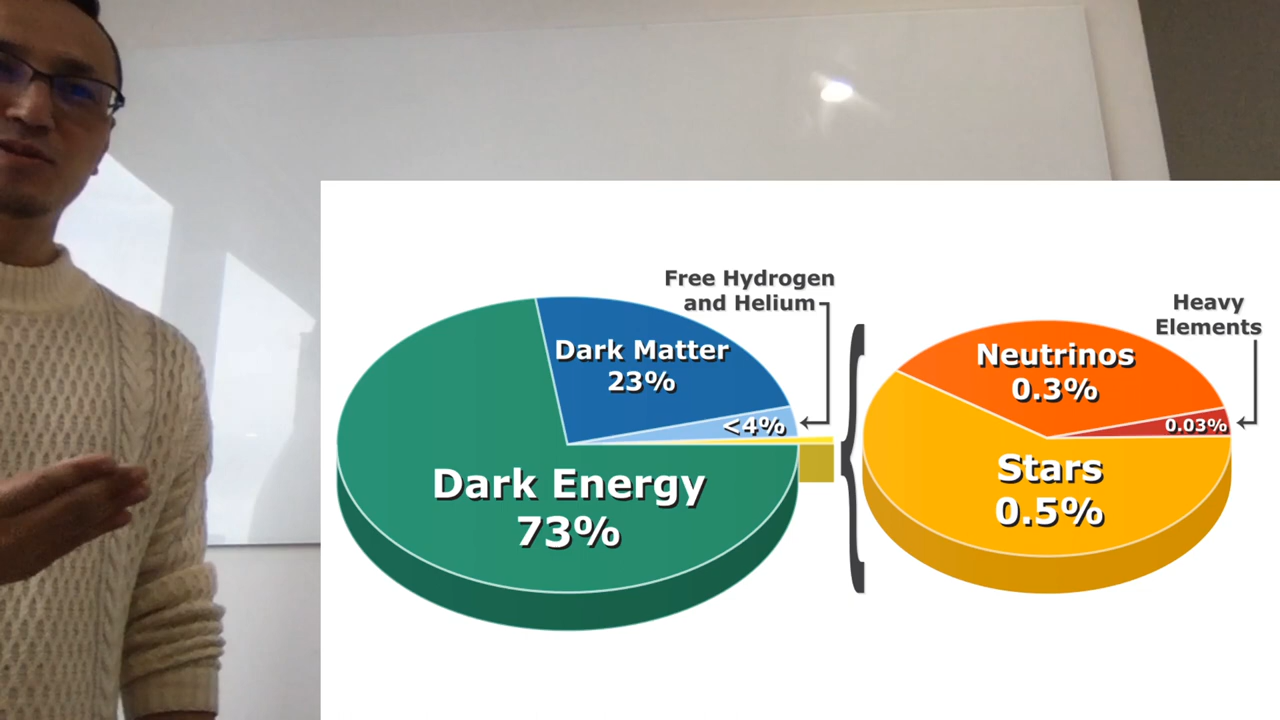 Free Hydrogen
and Helium
Dark Matter
23%
<4%
Dark Energy
73%
Heavy
Elements
Neutrinos
0.3%
0.03%
Stars
0.5%